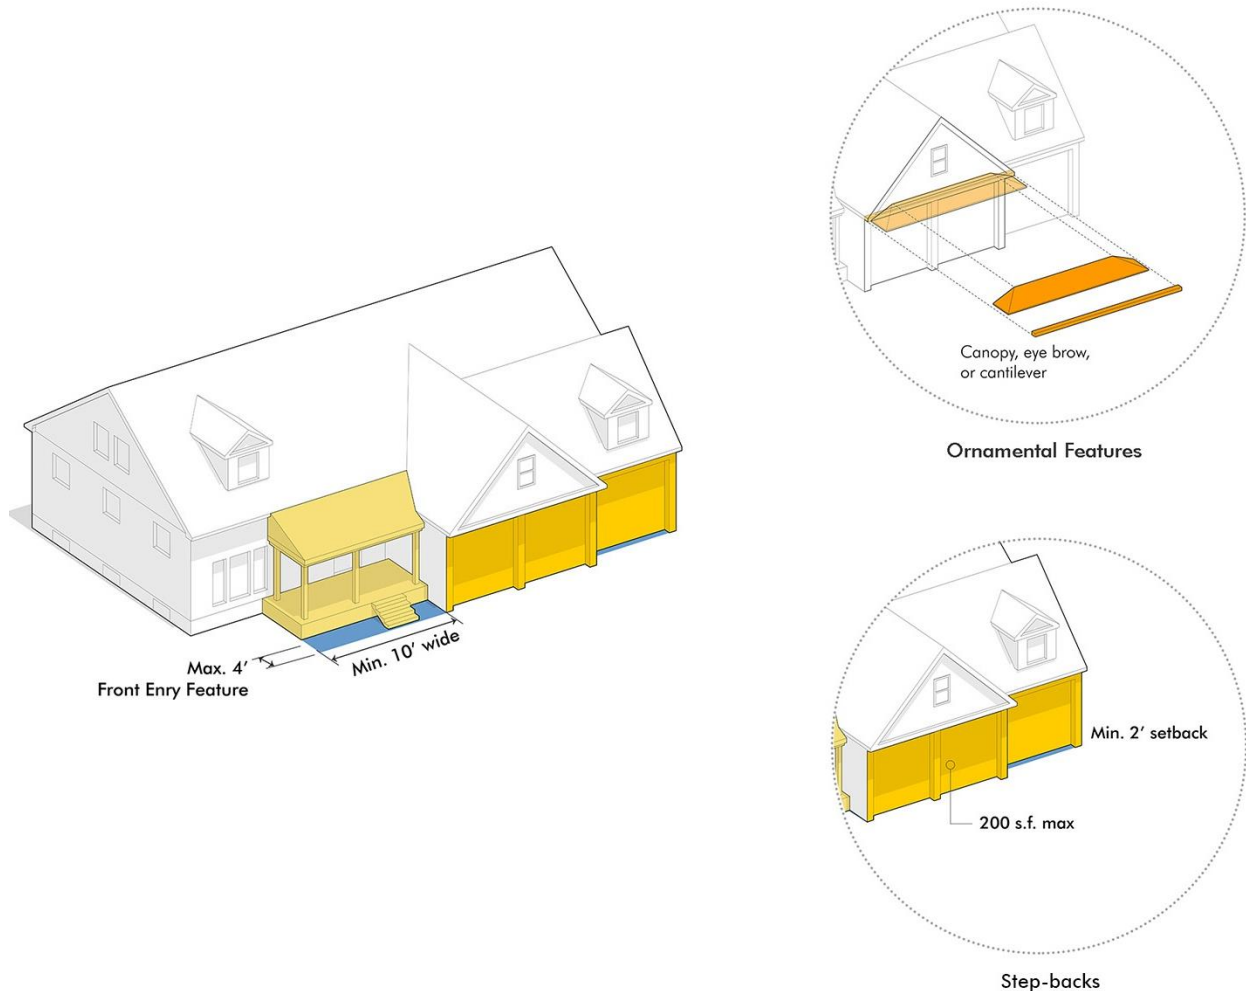 Canopy, eye brow,
or cantilever
Ornamental Features
Max. 4’
Front Enry Feature
Min. 10’ wide
Min. 2’ setback
200 s.f. max
Step-backs